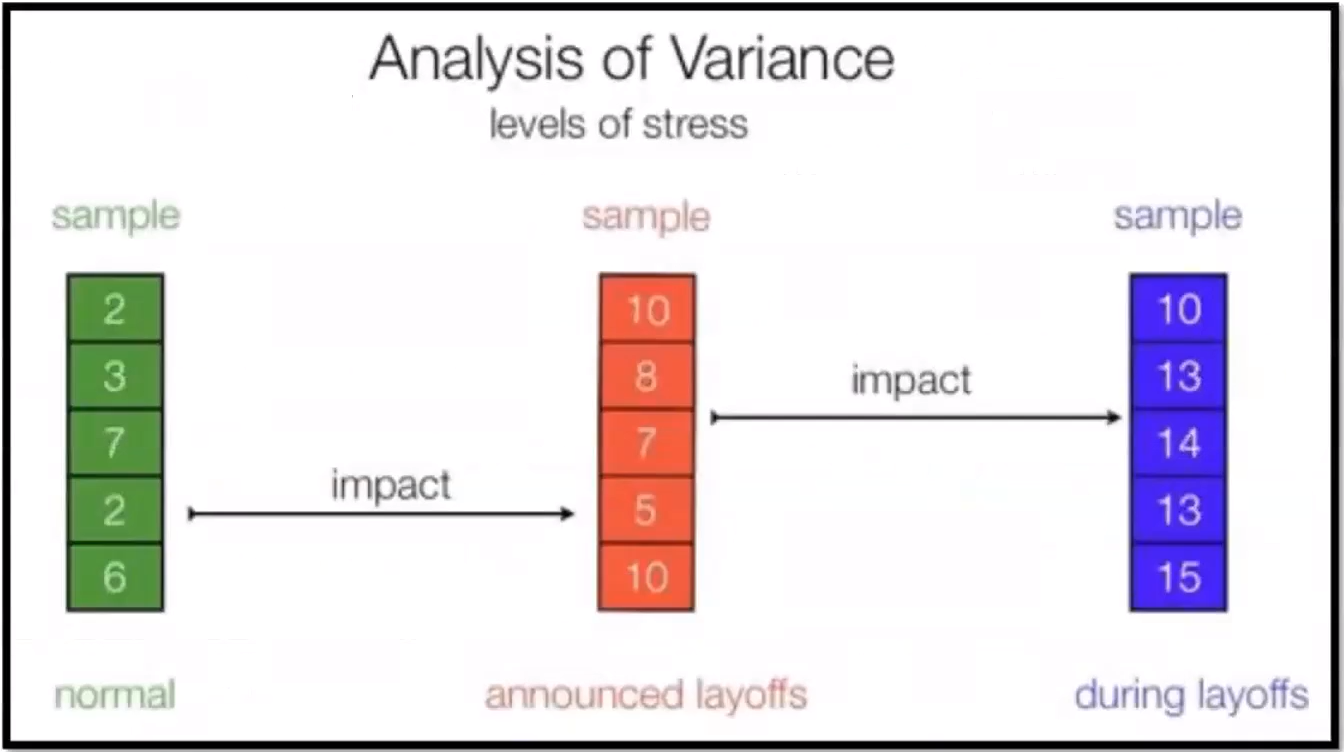 Analysis of Variance
levels of stress
sample sample sample
2 10 10
3 8 13
impact
7 7 14
impact
2 5 13
6 10 15
normal announced layoffs during layoffs